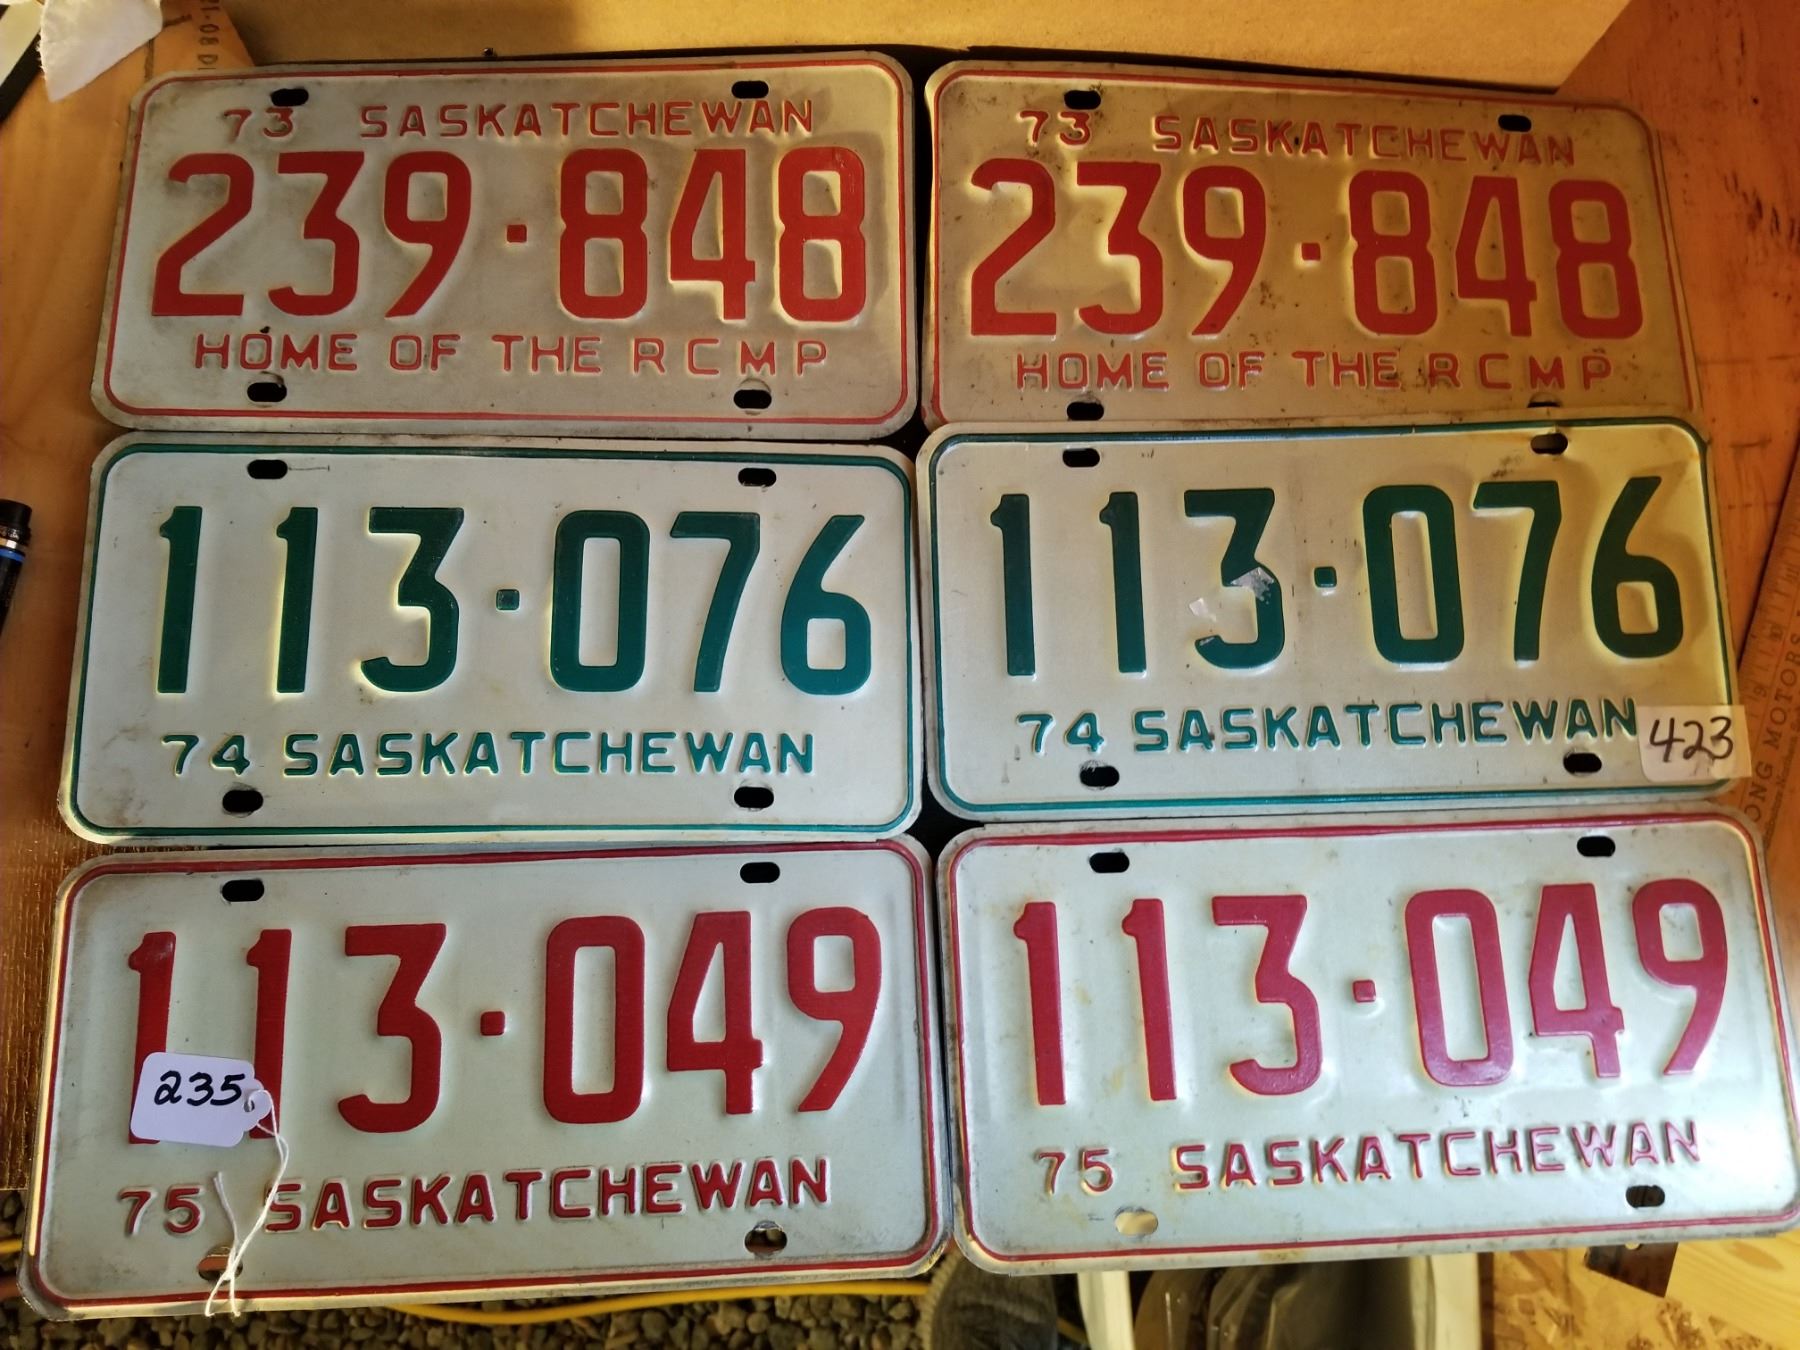 73 SASKATCHEWAN
239·848
HOME OF THE RCMP
73 SASKATCHEWAN
239·848
HOME OF THE RCMP
113·076
74 SASKATCHEWAN
113·076
74 SASKATCHEWAN
423
113·049
235
75 SASKATCHEWAN
113·049
75 SASKATCHEWAN
MOTORS